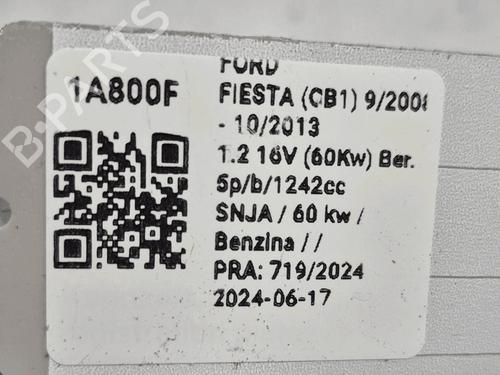 1A800F
FORD
FIESTA (CB1) 9/2008
- 10/2013
1.2 16V (60Kw) Ber.
5p/b/1242cc
SNJA / 60 kw /
Benzina / /
PRA: 719/2024
2024-06-17
B-PARTS